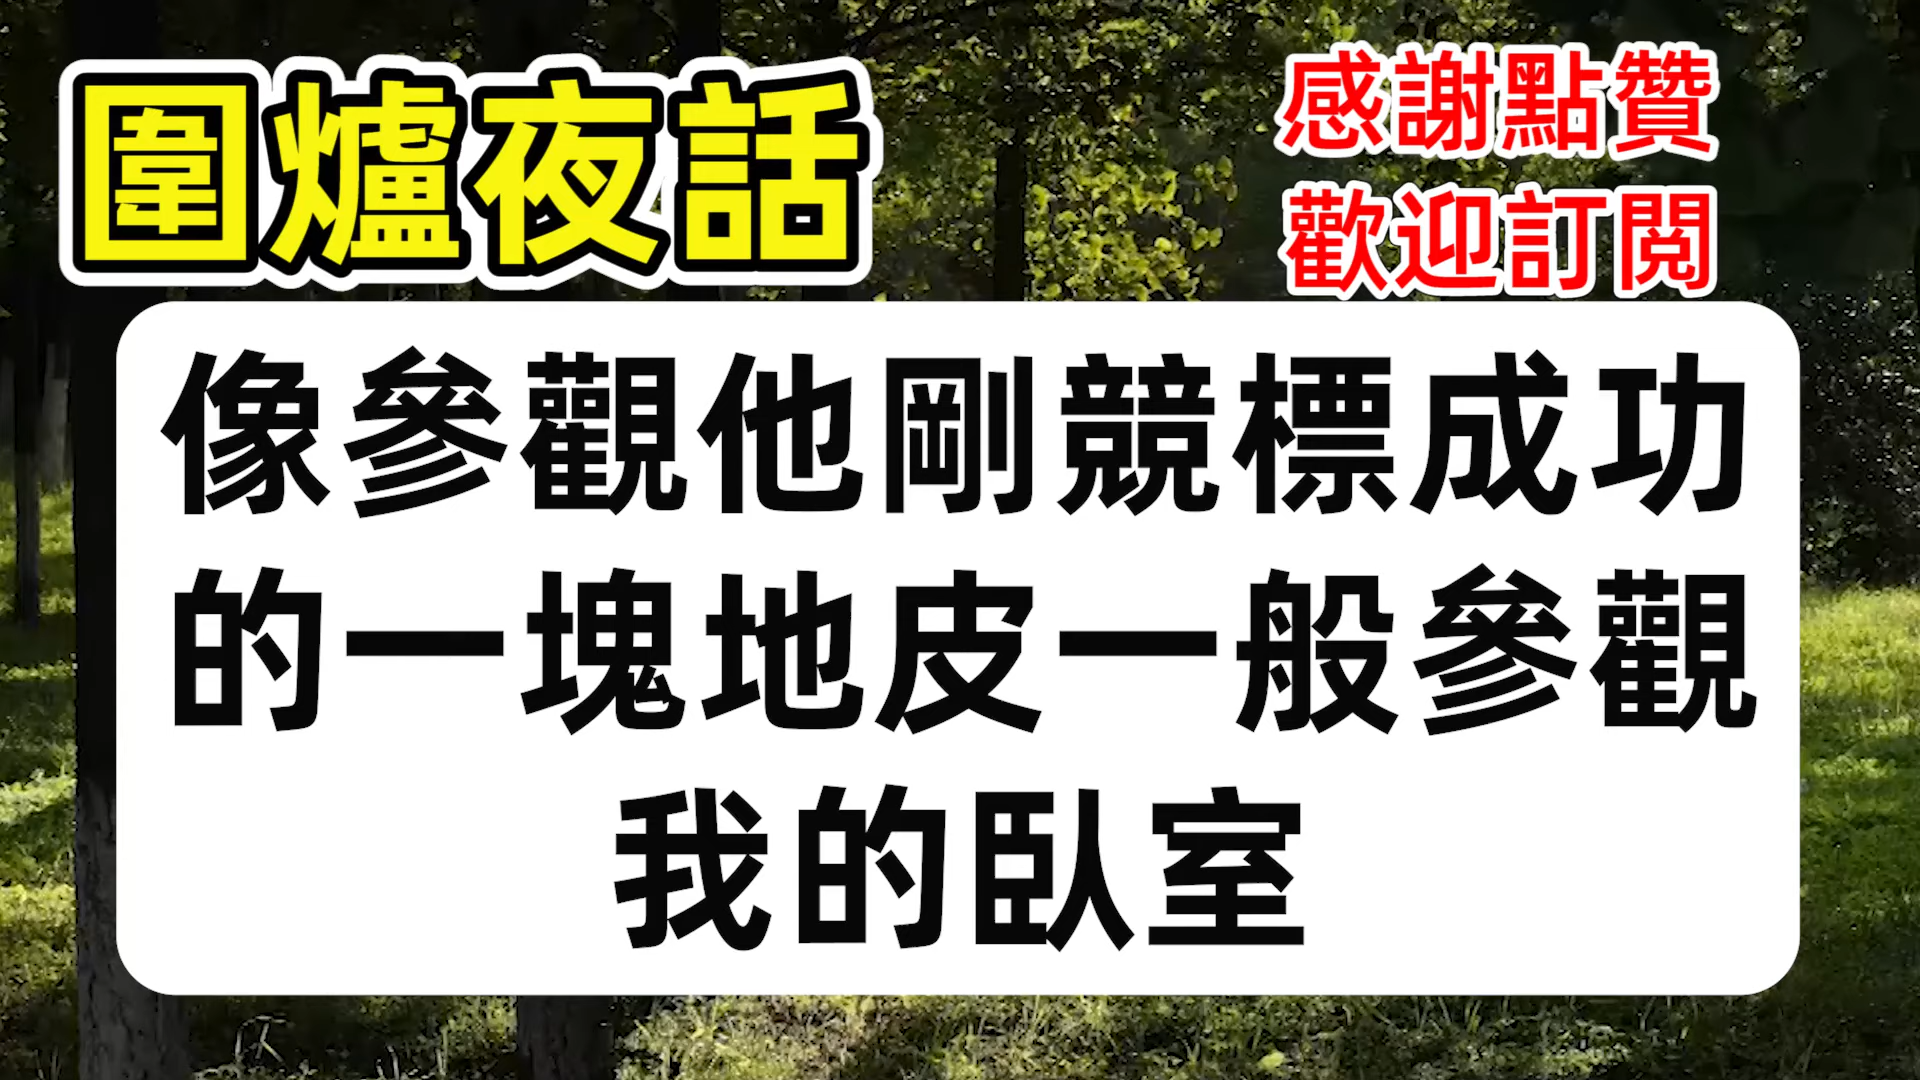 圍爐夜話
感謝點贊
歡迎訂閱
像參觀他剛競標成功
的一塊地皮一般參觀
我的臥室